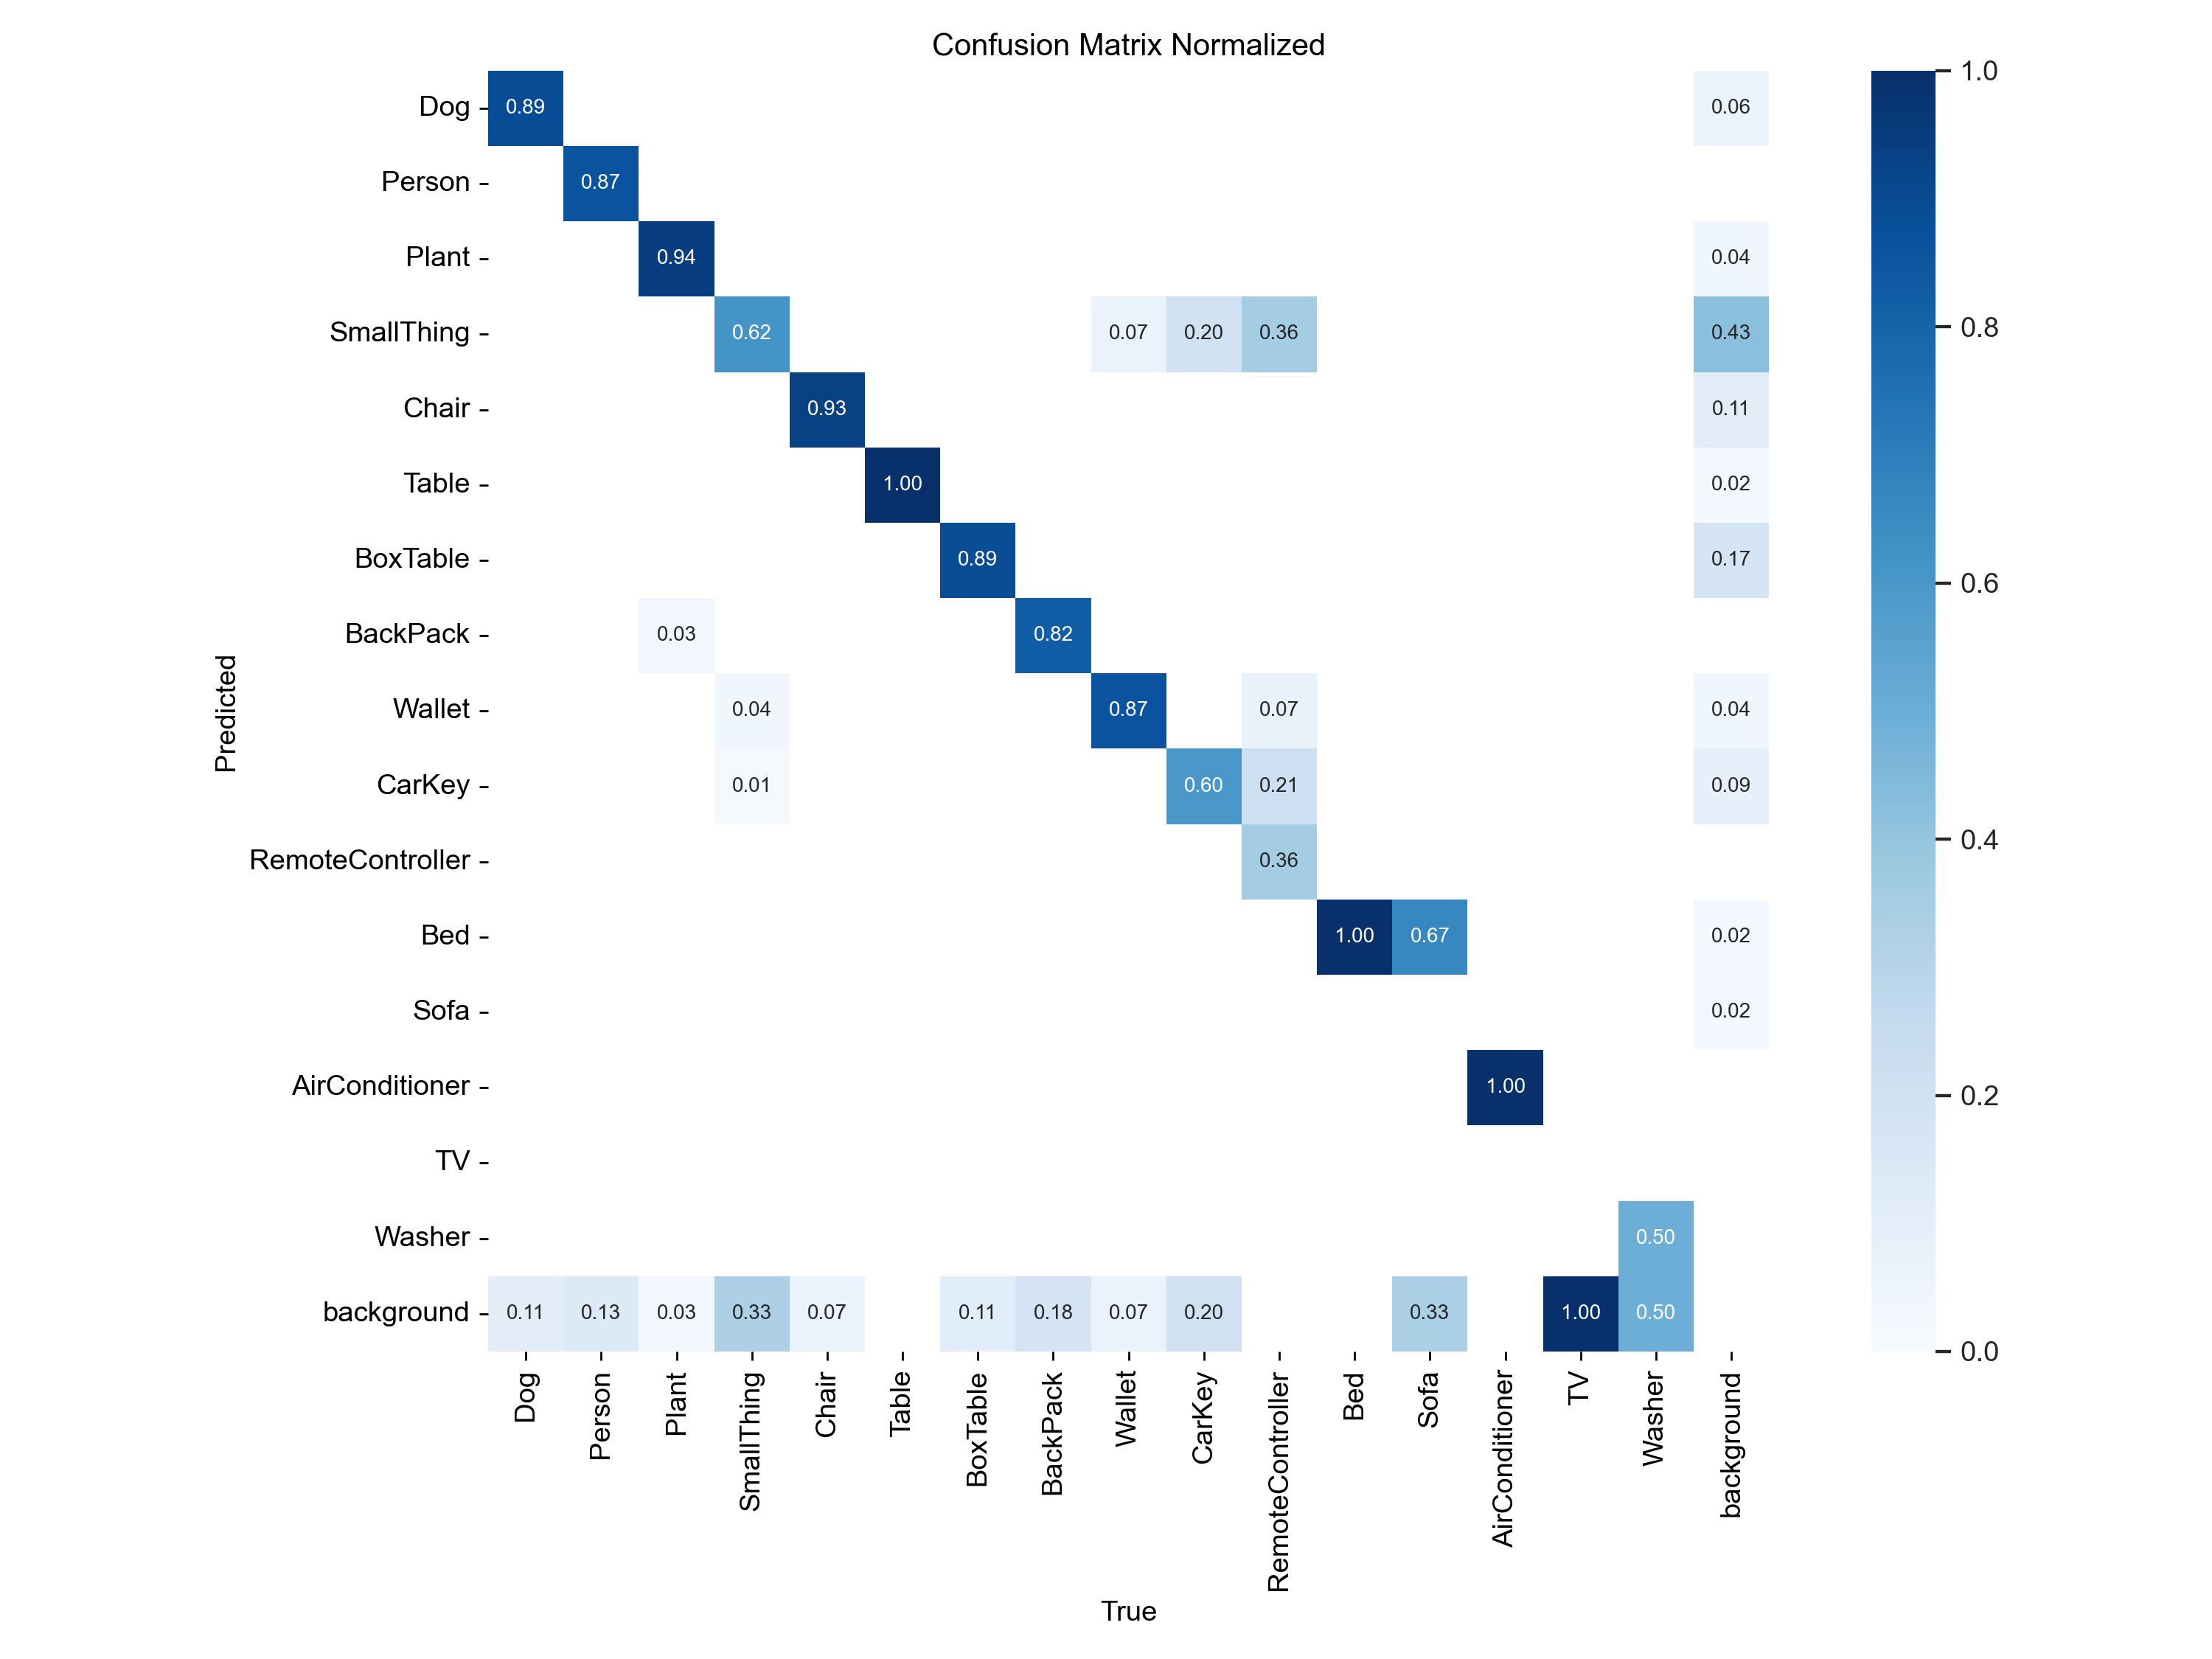 Confusion Matrix Normalized
Dog 0.89 0.06 1.0
Person 0.87
Plant 0.94 0.04
SmallThing 0.62 0.07 0.20 0.36 0.43 0.8
Chair 0.93 0.11
Table 1.00 0.02
BoxTable 0.89 0.17 0.6
BackPack 0.03 0.82
Predicted
Wallet 0.04 0.87 0.07 0.04
CarKey 0.01 0.60 0.21 0.09
RemoteController 0.36 0.4
Bed 1.00 0.67 0.02
Sofa 0.02
AirConditioner 1.00 0.2
TV
Washer 0.50
background 0.11 0.13 0.03 0.33 0.07 0.11 0.18 0.07 0.20 0.33 1.00 0.50 0.0
Dog
Person
Plant
SmallThing
Chair
Table
BoxTable
BackPack
Wallet
CarKey
RemoteController
Bed
Sofa
AirConditioner
TV
Washer
background
True